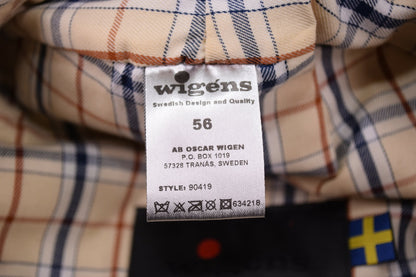 wigéns
Swedish Design and Quality
56
AB OSCAR WIGEN
P.O. BOX 1019
57328 TRANÅS, SWEDEN
STYLE: 90419
634218